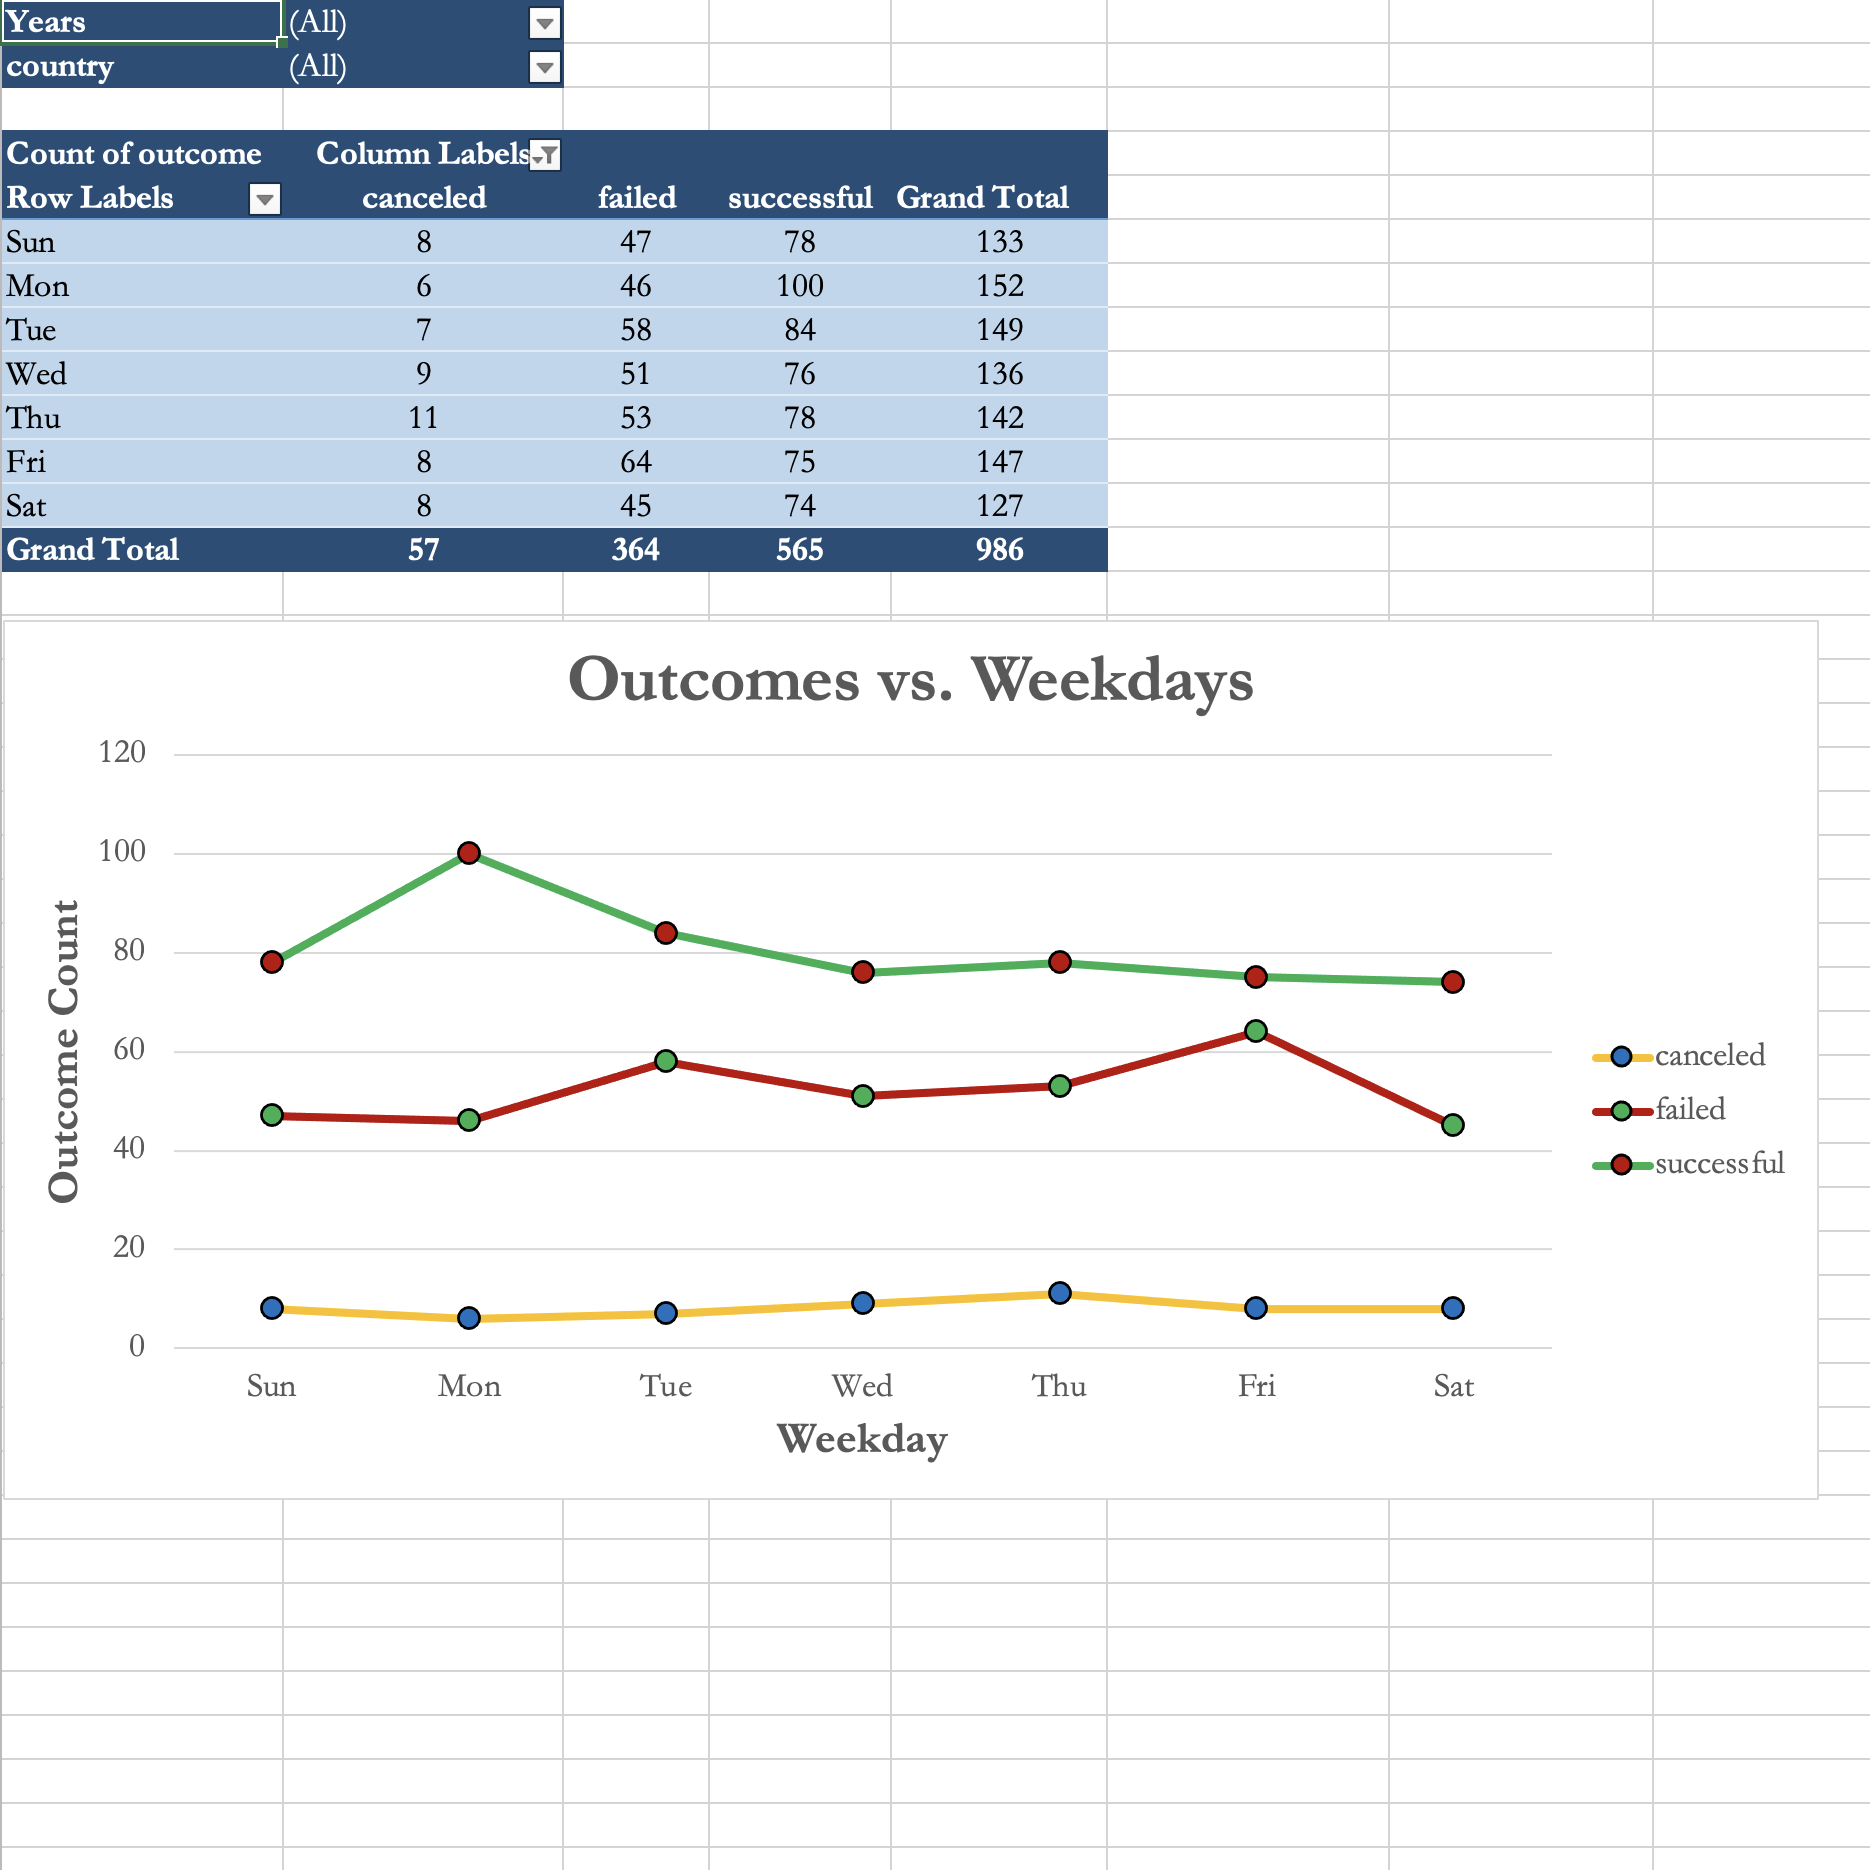 Years (All)
country (All)
Count of outcome Column Labels
Row Labels canceled failed successful Grand Total
Sun 8 47 78 133
Mon 6 46 100 152
Tue 7 58 84 149
Wed 9 51 76 136
Thu 11 53 78 142
Fri 8 64 75 147
Sat 8 45 74 127
Grand Total 57 364 565 986
Outcomes vs. Weekdays
Outcome Count
120
100
80
60
40
20
0
Sun Mon Tue Wed Thu Fri Sat
Weekday
canceled
failed
successful